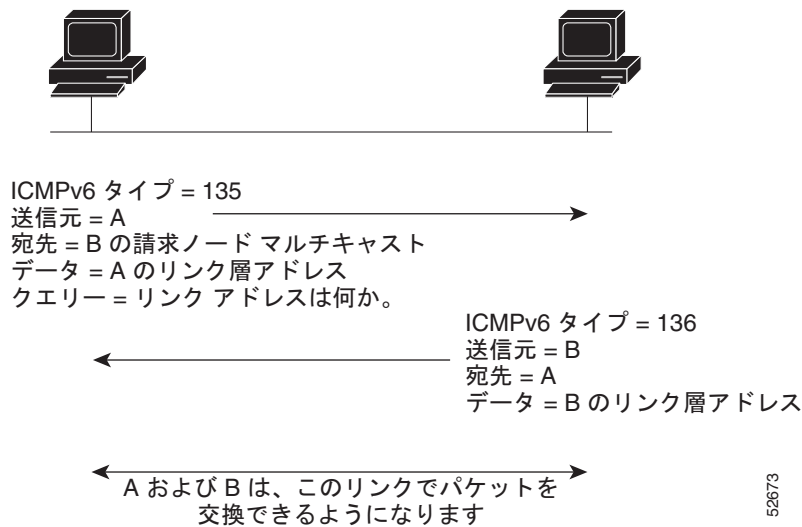 ICMPv6 タイプ = 135
送信元 = A
宛先 = B の請求ノード マルチキャスト
データ = A のリンク層アドレス
クエリー = リンク アドレスは何か。
ICMPv6 タイプ = 136
送信元 = B
宛先 = A
データ = B のリンク層アドレス
A および B は、このリンクでパケットを
交換できるようになります
52673